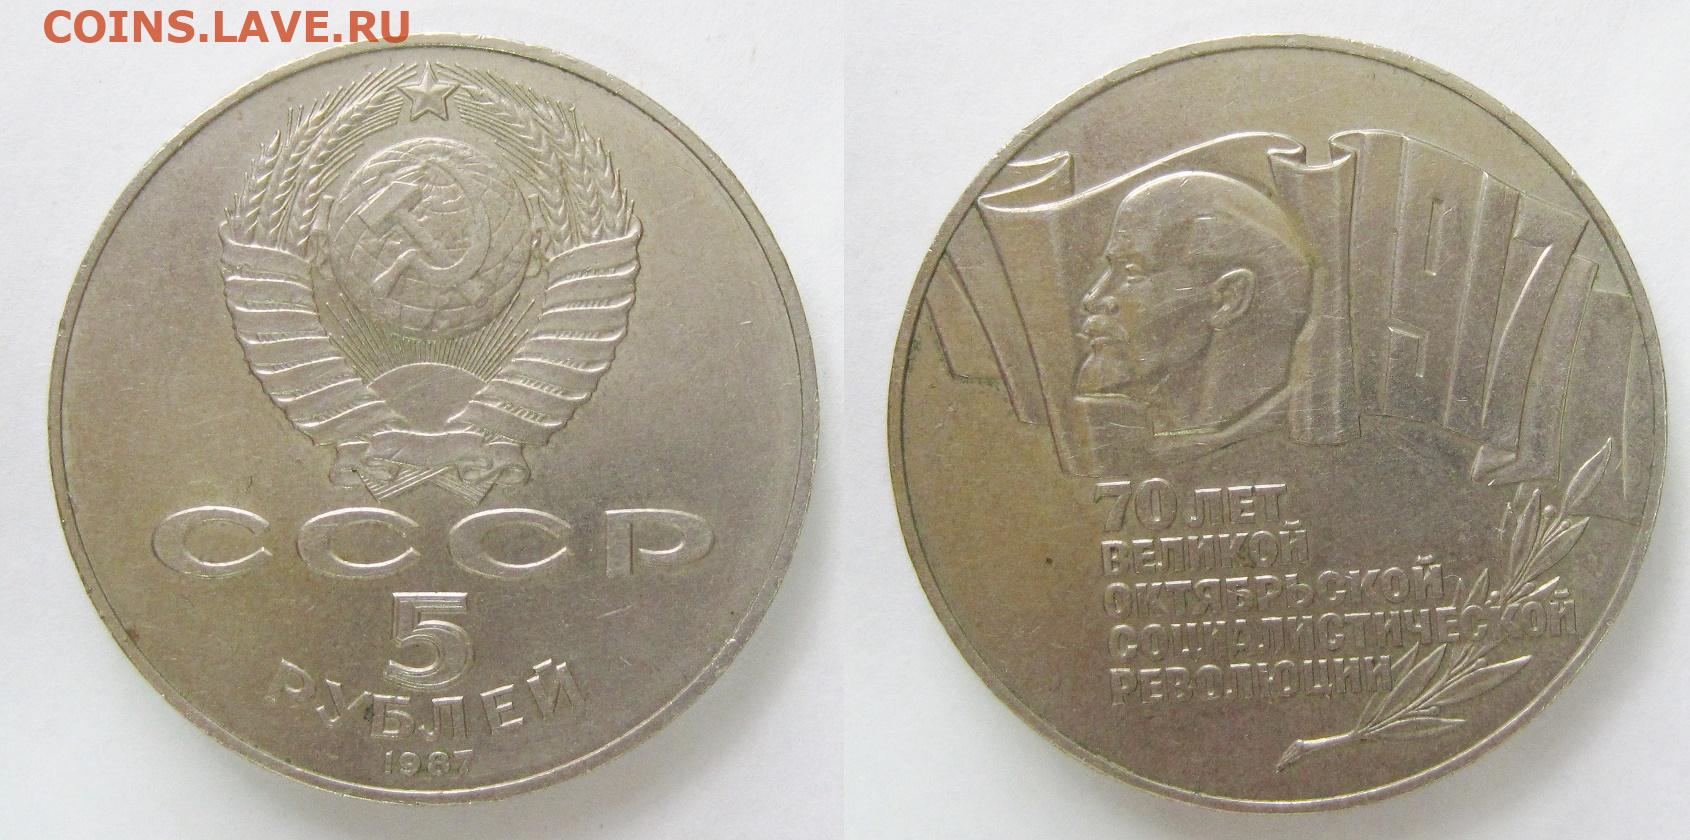 COINS.LAVE.RU
СССР
5
РУБЛЕЙ
1987
1917
70 ЛЕТ
ВЕЛИКОЙ
ОКТЯБРЬСКОЙ
СОЦИАЛИСТИЧЕСКОЙ
РЕВОЛЮЦИИ